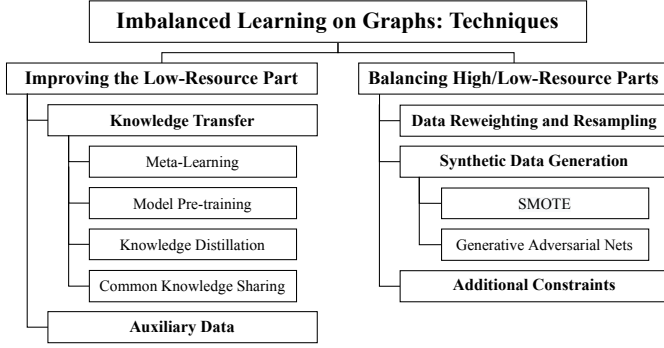 Imbalanced Learning on Graphs: Techniques
Improving the Low-Resource Part
Knowledge Transfer
Meta-Learning
Model Pre-training
Knowledge Distillation
Common Knowledge Sharing
Auxiliary Data
Balancing High/Low-Resource Parts
Data Reweighting and Resampling
Synthetic Data Generation
SMOTE
Generative Adversarial Nets
Additional Constraints